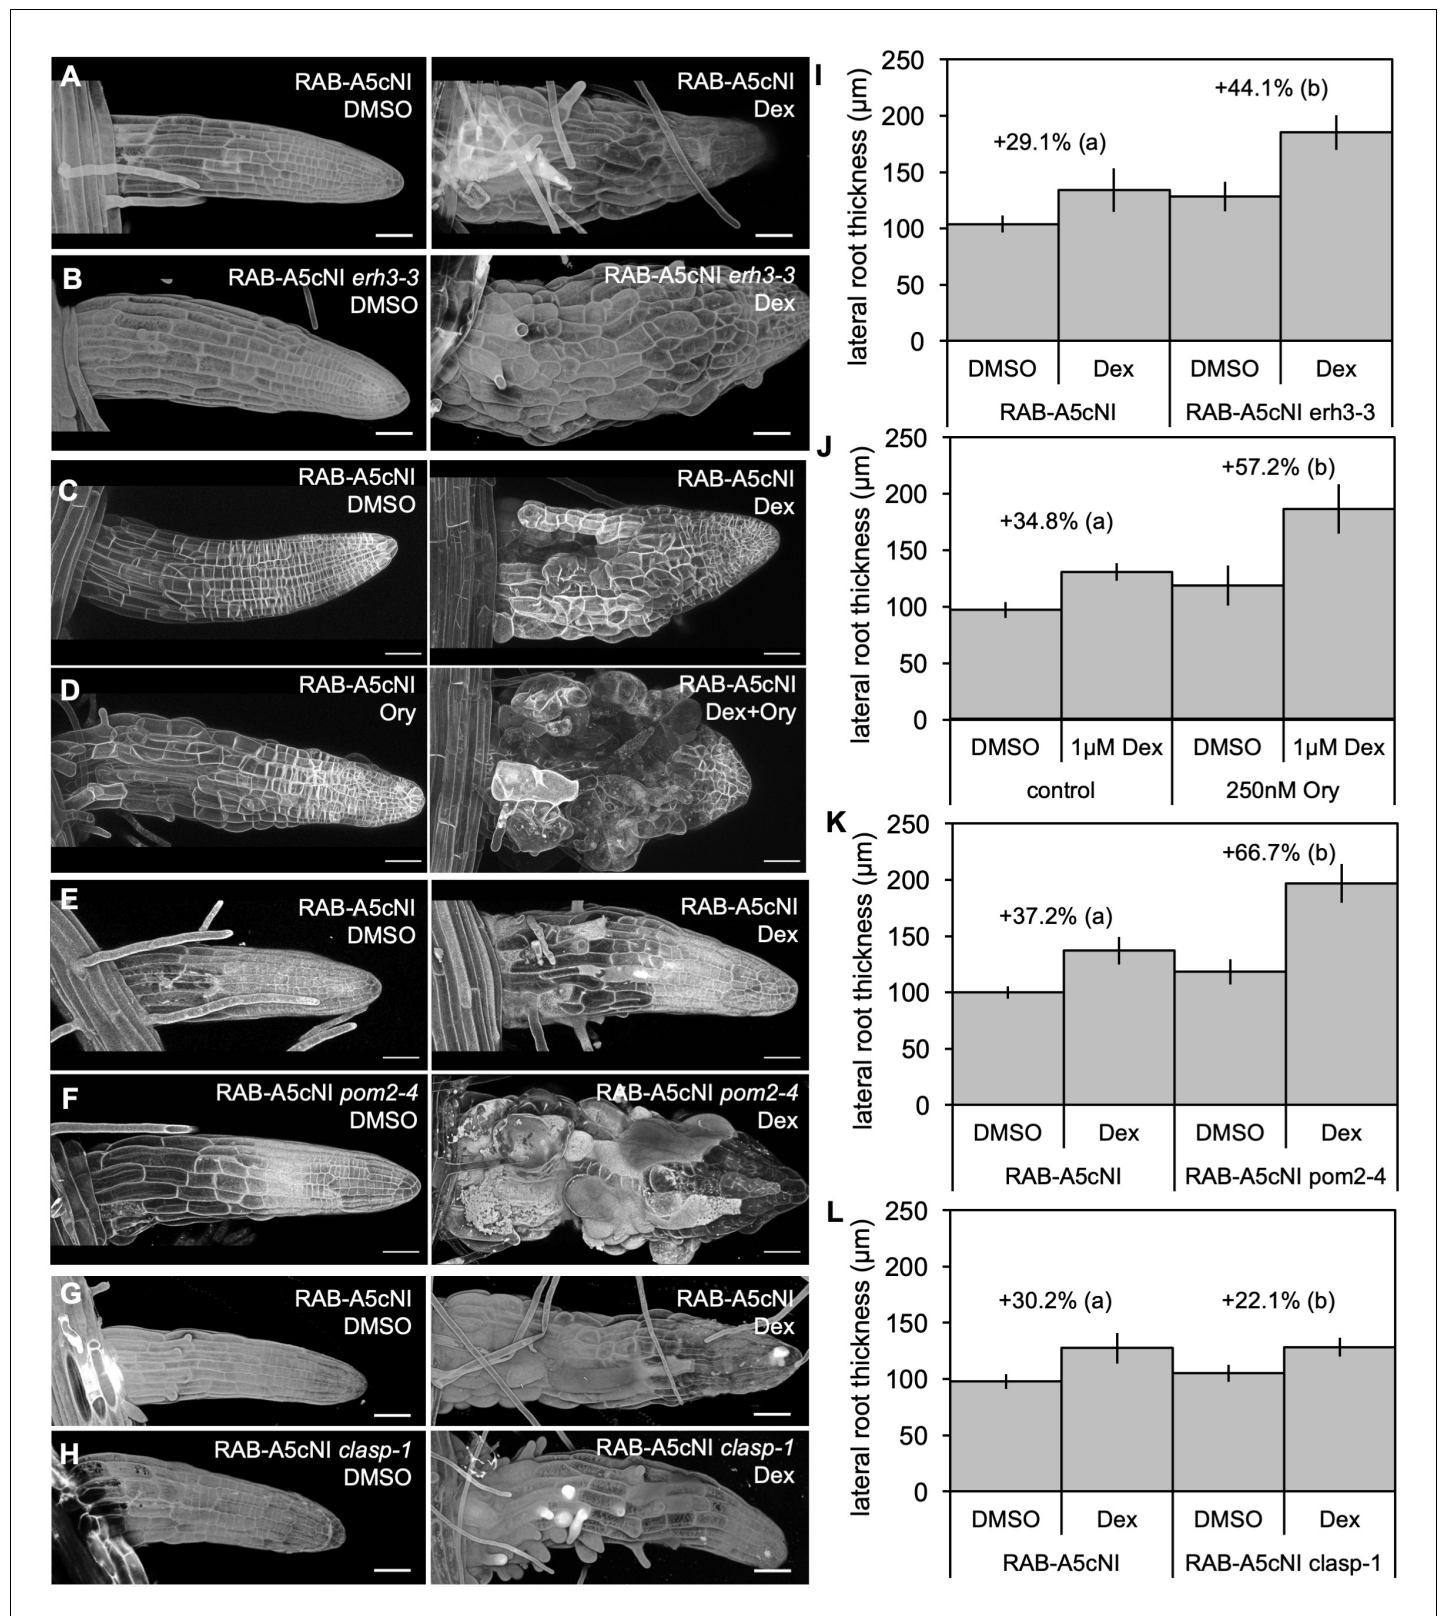 A
RAB-A5cNI
DMSO
RAB-A5cNI
Dex
B
RAB-A5cNI erh3-3
DMSO
RAB-A5cNI erh3-3
Dex
C
RAB-A5cNI
DMSO
RAB-A5cNI
Dex
D
RAB-A5cNI
Ory
RAB-A5cNI
Dex+Ory
E
RAB-A5cNI
DMSO
RAB-A5cNI
Dex
F
RAB-A5cNI pom2-4
DMSO
RAB-A5cNI pom2-4
Dex
G
RAB-A5cNI
DMSO
RAB-A5cNI
Dex
H
RAB-A5cNI clasp-1
DMSO
RAB-A5cNI clasp-1
Dex
I
lateral root thickness (µm)
250
200
150
100
50
0
+29.1% (a)
+44.1% (b)
DMSO Dex DMSO Dex
RAB-A5cNI RAB-A5cNI erh3-3
J
lateral root thickness (µm)
250
200
150
100
50
0
+34.8% (a)
+57.2% (b)
DMSO 1µM Dex DMSO 1µM Dex
control 250nM Ory
K
lateral root thickness (µm)
250
200
150
100
50
0
+37.2% (a)
+66.7% (b)
DMSO Dex DMSO Dex
RAB-A5cNI RAB-A5cNI pom2-4
L
lateral root thickness (µm)
250
200
150
100
50
0
+30.2% (a)
+22.1% (b)
DMSO Dex DMSO Dex
RAB-A5cNI RAB-A5cNI clasp-1